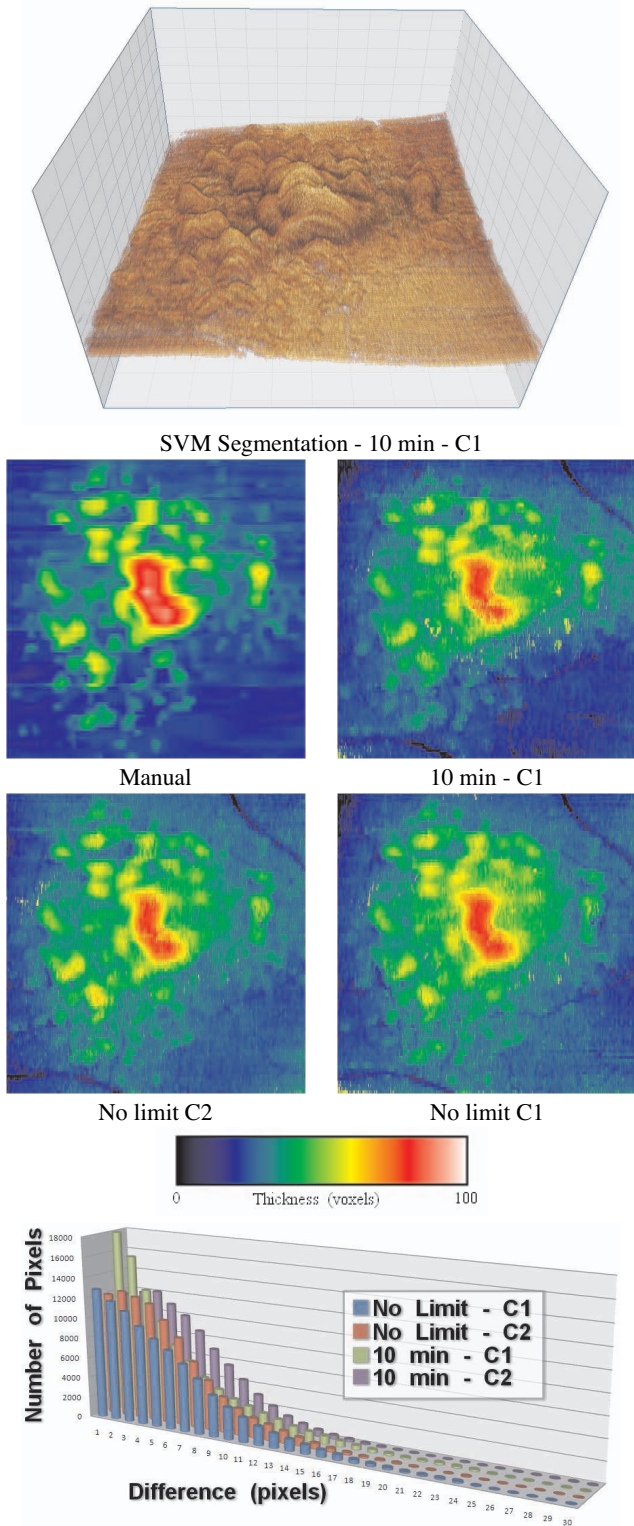 SVM Segmentation - 10 min - C1
Manual
10 min - C1
No limit C2
No limit C1
0
Thickness (voxels)
100
Number of Pixels
18000
16000
14000
12000
10000
8000
6000
4000
2000
0
No Limit - C1
No Limit - C2
10 min - C1
10 min - C2
1 2 3 4 5 6 7 8 9 10 11 12 13 14 15 16 17 18 19 20 21 22 23 24 25 26 27 28 29 30
Difference (pixels)